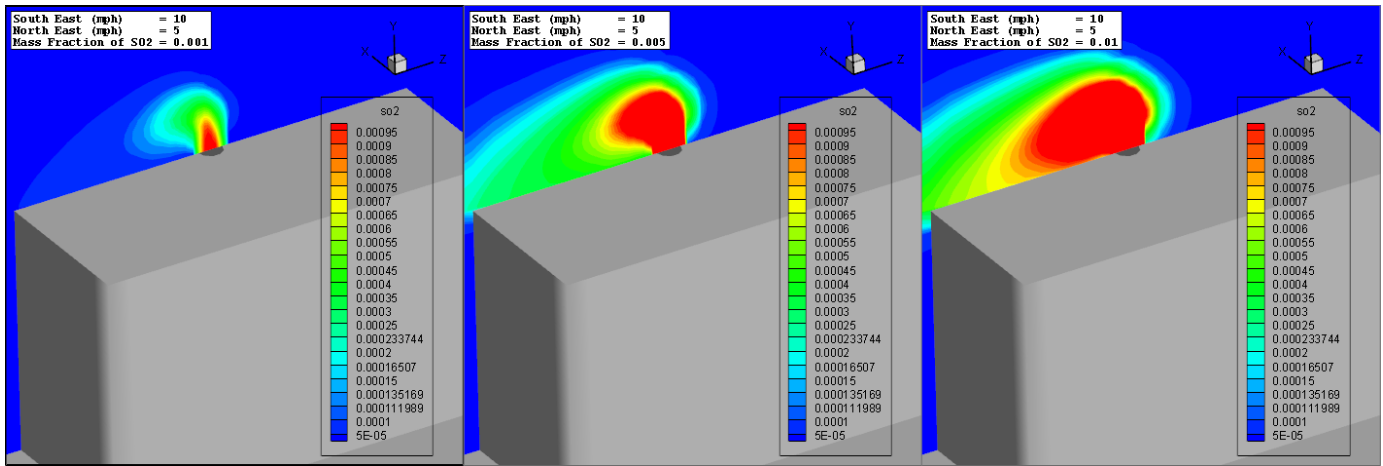 South East (mph) = 10
North East (mph) = 5
Mass Fraction of SO2 = 0.001
Y
X
Z
so2
0.00095
0.0009
0.00085
0.0008
0.00075
0.0007
0.00065
0.0006
0.00055
0.0005
0.00045
0.0004
0.00035
0.0003
0.00025
0.000233744
0.0002
0.00016507
0.00015
0.000135169
0.000111989
0.0001
5E-05
South East (mph) = 10
North East (mph) = 5
Mass Fraction of SO2 = 0.005
Y
X
Z
so2
0.00095
0.0009
0.00085
0.0008
0.00075
0.0007
0.00065
0.0006
0.00055
0.0005
0.00045
0.0004
0.00035
0.0003
0.00025
0.000233744
0.0002
0.00016507
0.00015
0.000135169
0.000111989
0.0001
5E-05
South East (mph) = 10
North East (mph) = 5
Mass Fraction of SO2 = 0.01
Y
X
Z
so2
0.00095
0.0009
0.00085
0.0008
0.00075
0.0007
0.00065
0.0006
0.00055
0.0005
0.00045
0.0004
0.00035
0.0003
0.00025
0.000233744
0.0002
0.00016507
0.00015
0.000135169
0.000111989
0.0001
5E-05